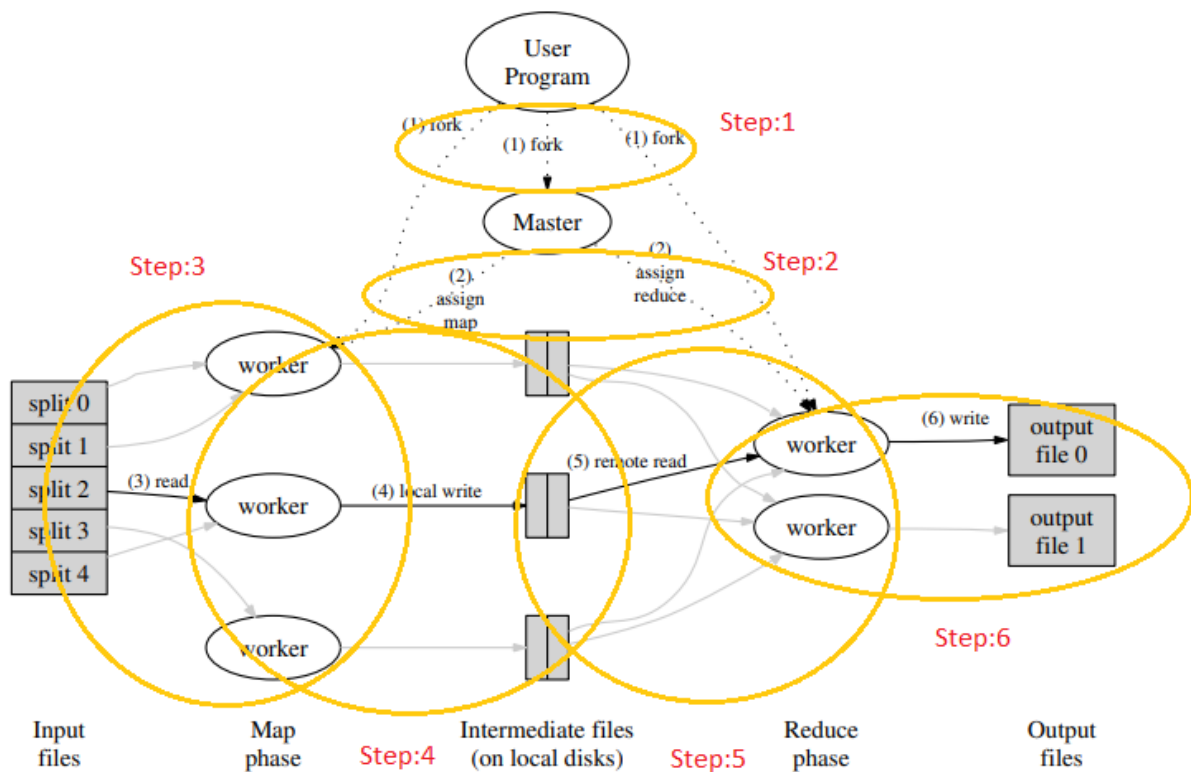 User
Program
(1) fork
(1) fork
(1) fork
Step:1
Master
Step:3
(2)
assign
map
(2)
assign
reduce
Step:2
worker
split 0
split 1
split 2
split 3
split 4
(3) read
worker
(4) local write
worker
(5) remote read
worker
worker
(6) write
output
file 0
output
file 1
Step:6
Input
files
Map
phase
Step:4
Intermediate files
(on local disks)
Step:5
Reduce
phase
Output
files